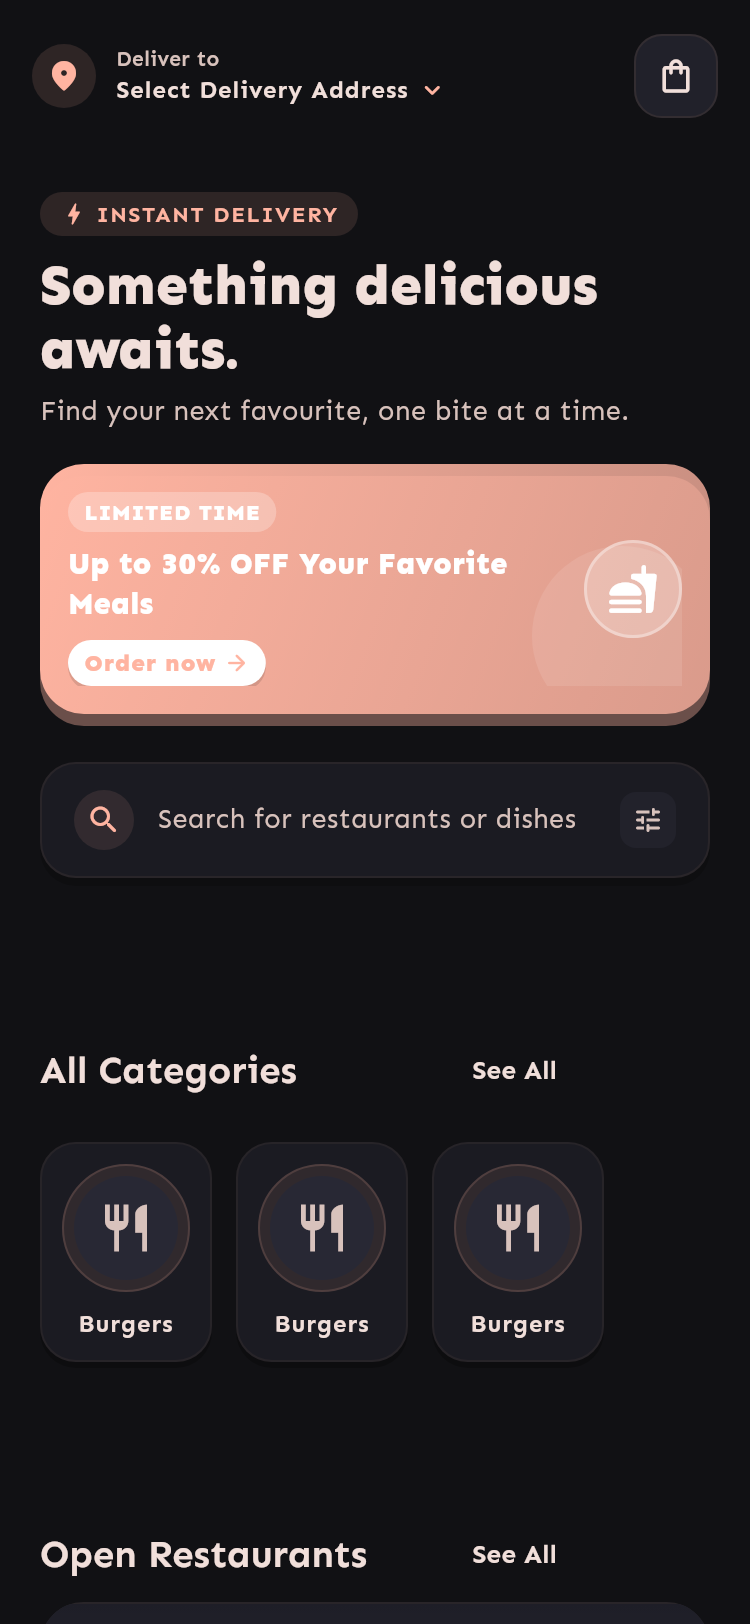 Deliver to
Select Delivery Address
INSTANT DELIVERY
Something delicious
awaits.
Find your next favourite, one bite at a time.
LIMITED TIME
Up to 30% OFF Your Favorite
Meals
Order now
Search for restaurants or dishes
All Categories See All
Burgers Burgers Burgers
Open Restaurants See All